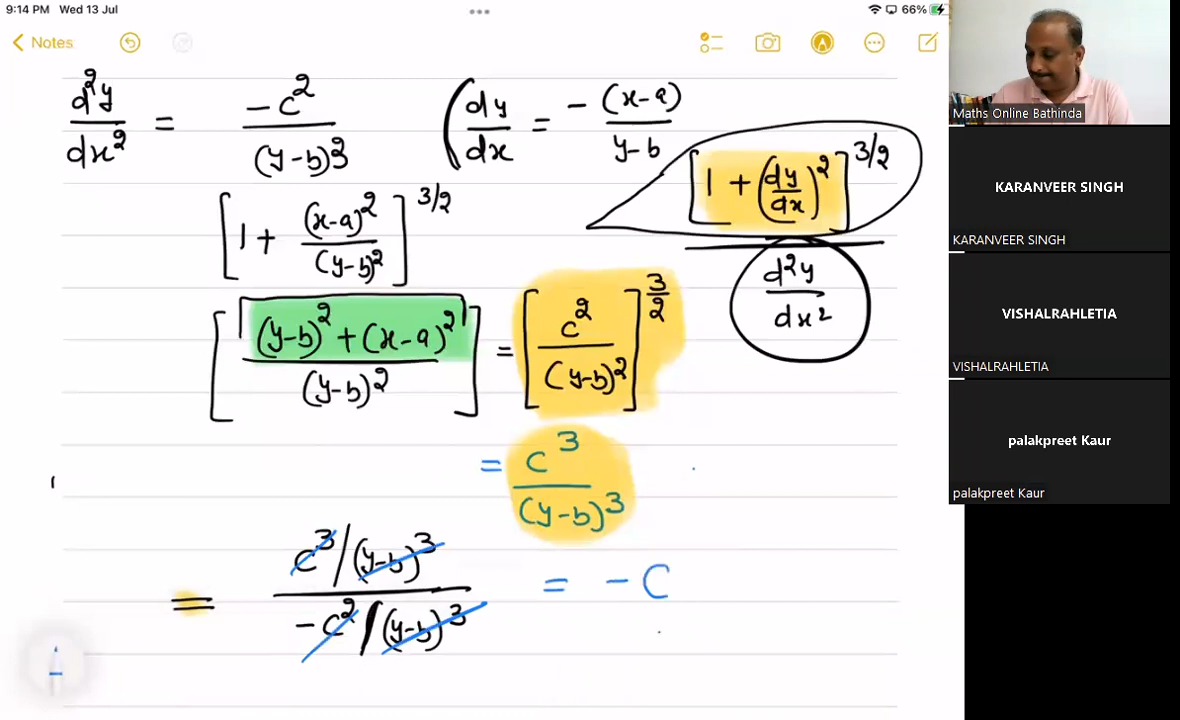 9:14 PM Wed 13 Jul
66%
Notes
d²y/dx² = -c²/(y-b)³ (dy/dx = -(x-a)/y-b
[1 + (dy/dx)²]^3/2
d²y/dx²
[1 + (x-a)²/(y-b)²]^3/2
[(y-b)² + (x-a)²/(y-b)²] = [c²/(y-b)²]^3/2
= c³/(y-b)³
= c³/(y-b)³ / -c²/(y-b)³ = -c
Maths Online Bathinda
KARANVEER SINGH
KARANVEER SINGH
VISHALRAHLETIA
VISHALRAHLETIA
palakpreet Kaur
palakpreet Kaur